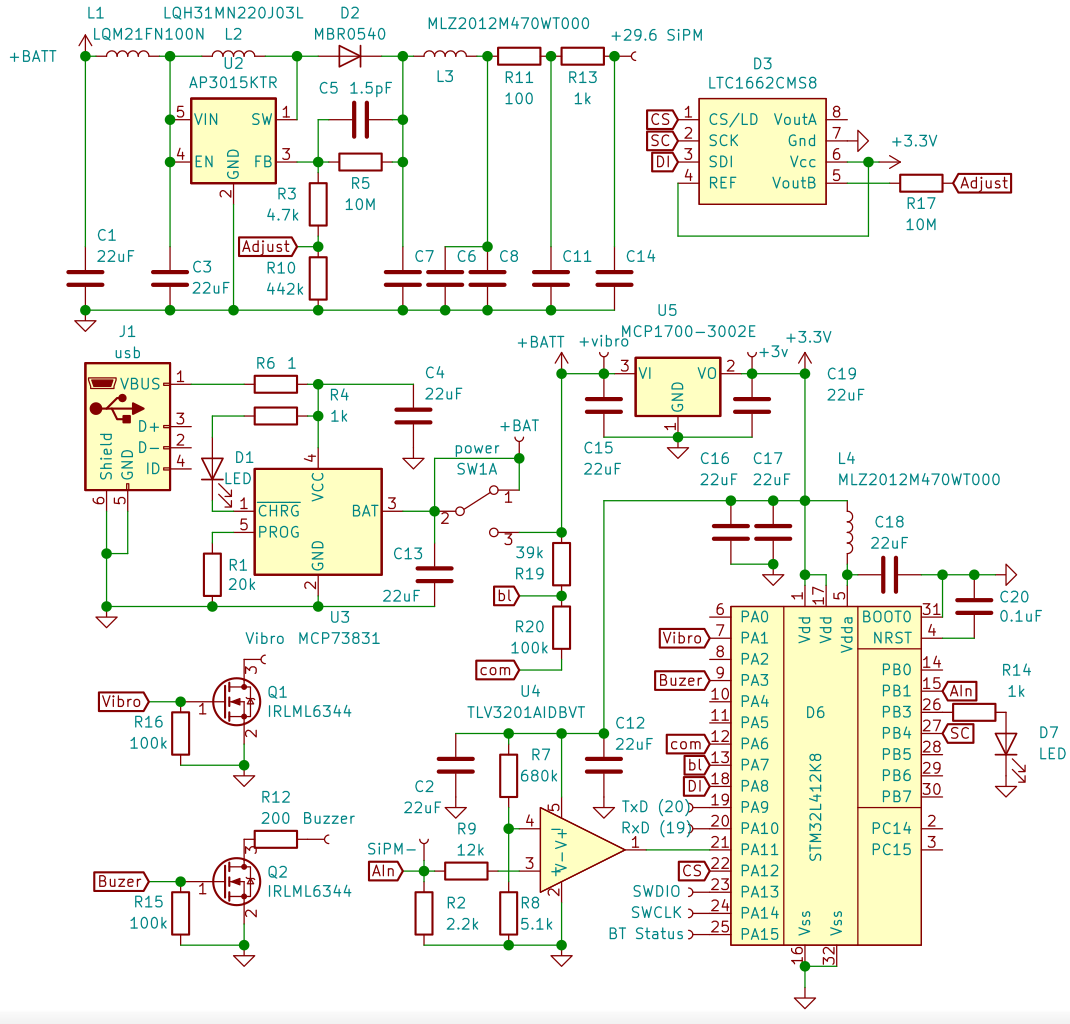 L1
LQH31MN220J03L
D2
MLZ2012M470WT000
LQM21FN100N
L2
MBR0540
+29.6 SiPM
+BATT
U2
AP3015KTR
L3
R11
100
R13
1k
C5 1.5pF
5
VIN
SW
1
4
EN
FB
3
GND
2
R5
10M
R3
4.7k
Adjust
R10
442k
C1
22uF
C3
22uF
C7
C6
C8
C11
C14
D3
LTC1662CMS8
CS
1
CS/LD
VoutA
8
SC
2
SCK
Gnd
7
DI
3
SDI
Vcc
6
4
REF
VoutB
5
+3.3V
R17
10M
Adjust
J1
usb
VBUS
1
D+
3
D-
2
ID
4
Shield
GND
6
5
R6 1
R4
1k
C4
22uF
D1
LED
4
VCC
1
CHRG
BAT
3
5
PROG
GND
2
R1
20k
U3
MCP73831
C13
22uF
power
SW1A
+BAT
1
2
3
+BATT
+vibro
U5
MCP1700-3002E
+3v
+3.3V
3
VI
VO
2
GND
1
C15
22uF
C19
22uF
39k
R19
bl
R20
100k
com
C16
22uF
C17
22uF
L4
MLZ2012M470WT000
C18
22uF
C20
0.1uF
Vibro
3
Q1
IRLML6344
Vibro
1
2
R16
100k
R12
200
Buzzer
3
Q2
IRLML6344
Buzer
1
2
R15
100k
U4
TLV3201AIDBVT
C12
22uF
C2
22uF
R7
680k
SiPM-
AIn
R9
12k
4
3
5
V-
V+
2
1
R2
2.2k
R8
5.1k
1
17
5
Vdd
Vdd
Vdda
6
PA0
Vibro
7
PA1
8
PA2
Buzer
9
PA3
10
PA4
11
PA5
com
12
PA6
bl
13
PA7
DI
18
PA8
TxD (20)
19
PA9
RxD (19)
20
PA10
21
PA11
CS
22
PA12
SWDIO
23
PA13
SWCLK
24
PA14
BT Status
25
PA15
D6
STM32L412K8
Vss
Vss
16
32
BOOT0
31
NRST
4
PB0
14
PB1
15
AIn
PB3
26
PB4
27
SC
PB5
28
PB6
29
PB7
30
PC14
2
PC15
3
R14
1k
D7
LED